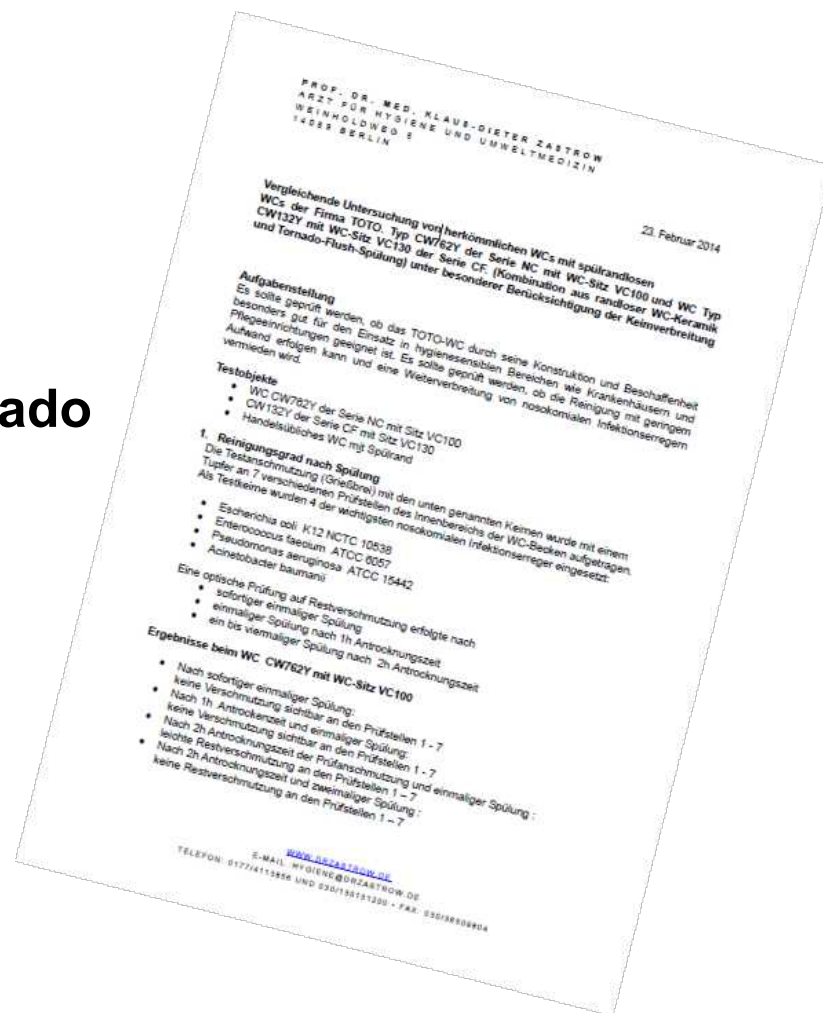 ado
PROF. DR. MED. KLAUS-DIETER ZASTROW
ARZT FÜR HYGIENE UND UMWELTMEDIZIN
WEINHOLDWEG 8
14089 BERLIN
23. Februar 2014
Vergleichende Untersuchung von herkömmlichen WCs mit spülrandlosen
WCs der Firma TOTO. Typ CW762Y der Serie NC mit WC-Sitz VC100 und WC Typ
CW132Y mit WC-Sitz VC130 der Serie CF. (Kombination aus randloser WC-Keramik
und Tornado-Flush-Spülung) unter besonderer Berücksichtigung der Keimverbreitung
Aufgabenstellung
Es sollte geprüft werden, ob das TOTO-WC durch seine Konstruktion und Beschaffenheit
besonders gut für den Einsatz in hygienesensiblen Bereichen wie Krankenhäusern und
Pflegeeinrichtungen geeignet ist. Es sollte geprüft werden, ob die Reinigung mit geringem
Aufwand erfolgen kann und eine Weiterverbreitung von nosokomialen Infektionserregern
vermieden wird.
Testobjekte
• WC CW762Y der Serie NC mit Sitz VC100
• CW132Y der Serie CF mit Sitz VC130
• Handelsübliches WC mit Spülrand
1. Reinigungsgrad nach Spülung
Die Testanschmutzung (Grießbrei) mit den unten genannten Keimen wurde mit einem
Tupfer an 7 verschiedenen Prüfstellen des Innenbereichs der WC-Becken aufgetragen.
Als Testkeime wurden 4 der wichtigsten nosokomialen Infektionserreger eingesetzt:
• Escherichia coli K12 NCTC 10538
• Enterococcus faecium ATCC 6057
• Pseudomonas aeruginosa ATCC 15442
• Acinetobacter baumanii
Eine optische Prüfung auf Restverschmutzung erfolgte nach
• sofortiger einmaliger Spülung
• einmaliger Spülung nach 1h Antrocknungszeit
• ein bis viermaliger Spülung nach 2h Antrocknungszeit
Ergebnisse beim WC CW762Y mit WC-Sitz VC100
• Nach sofortiger einmaliger Spülung:
keine Verschmutzung sichtbar an den Prüfstellen 1 - 7
• Nach 1h Antrockenzeit und einmaliger Spülung:
keine Verschmutzung sichtbar an den Prüfstellen 1 - 7
• Nach 2h Antrocknungszeit der Prüfanschmutzung und einmaliger Spülung :
leichte Restverschmutzung an den Prüfstellen 1 – 7
• Nach 2h Antrocknungszeit und zweimaliger Spülung :
keine Restverschmutzung an den Prüfstellen 1 – 7
WWW.DRZASTROW.DE
E-MAIL: HYGIENE@DRZASTROW.DE
TELEFON: 0177/4113856 UND 030/130131200 • FAX: